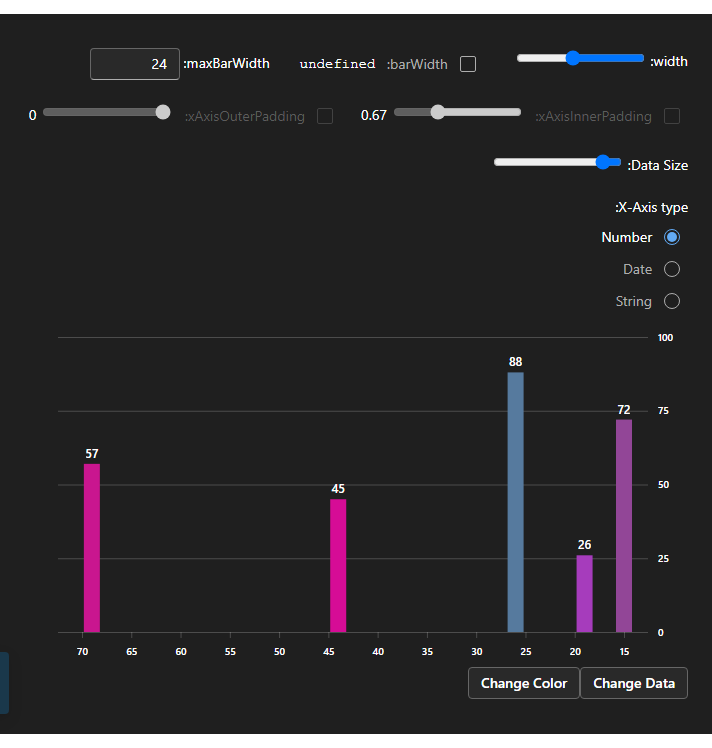 :width
:barWidth undefined
:maxBarWidth 24
:xAxisInnerPadding 0.67
:xAxisOuterPadding 0
:Data Size
:X-Axis type
Number
Date
String
100
75
50
25
0
57
45
88
26
72
70 65 60 55 50 45 40 35 30 25 20 15
Change Color Change Data